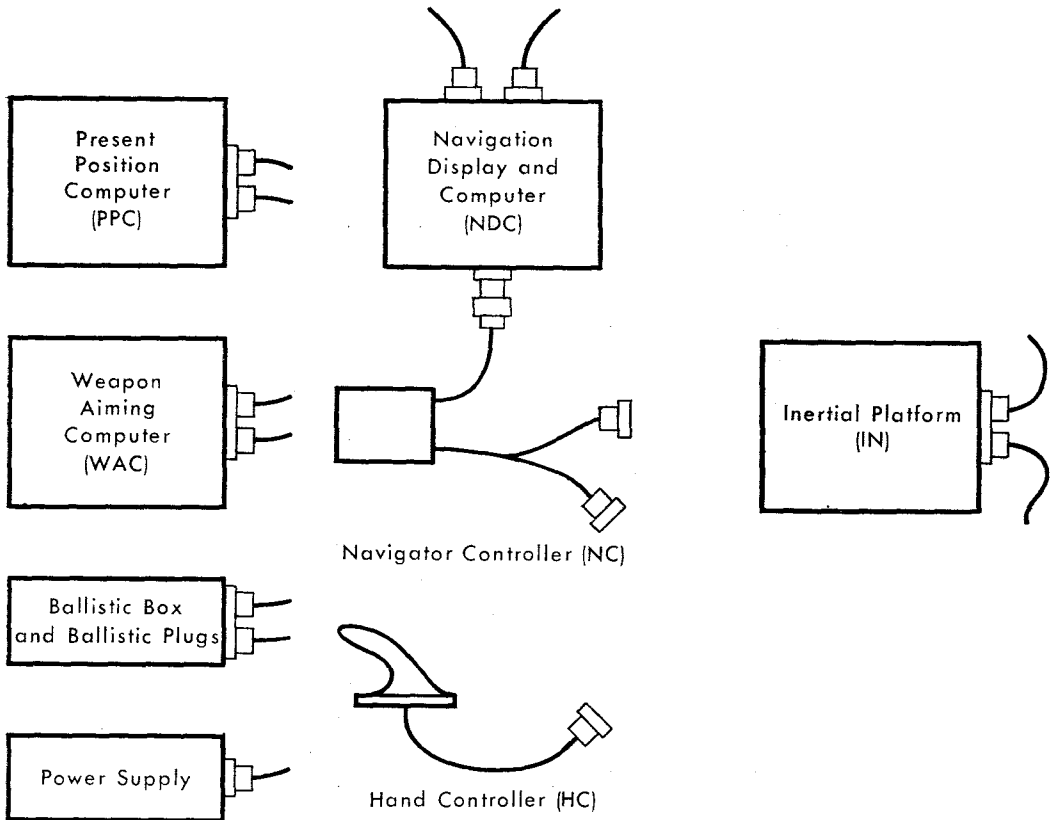 Present
Position
Computer
(PPC)
Navigation
Display and
Computer
(NDC)
Weapon
Aiming
Computer
(WAC)
Inertial Platform
(IN)
Navigator Controller (NC)
Ballistic Box
and Ballistic Plugs
Power Supply
Hand Controller (HC)